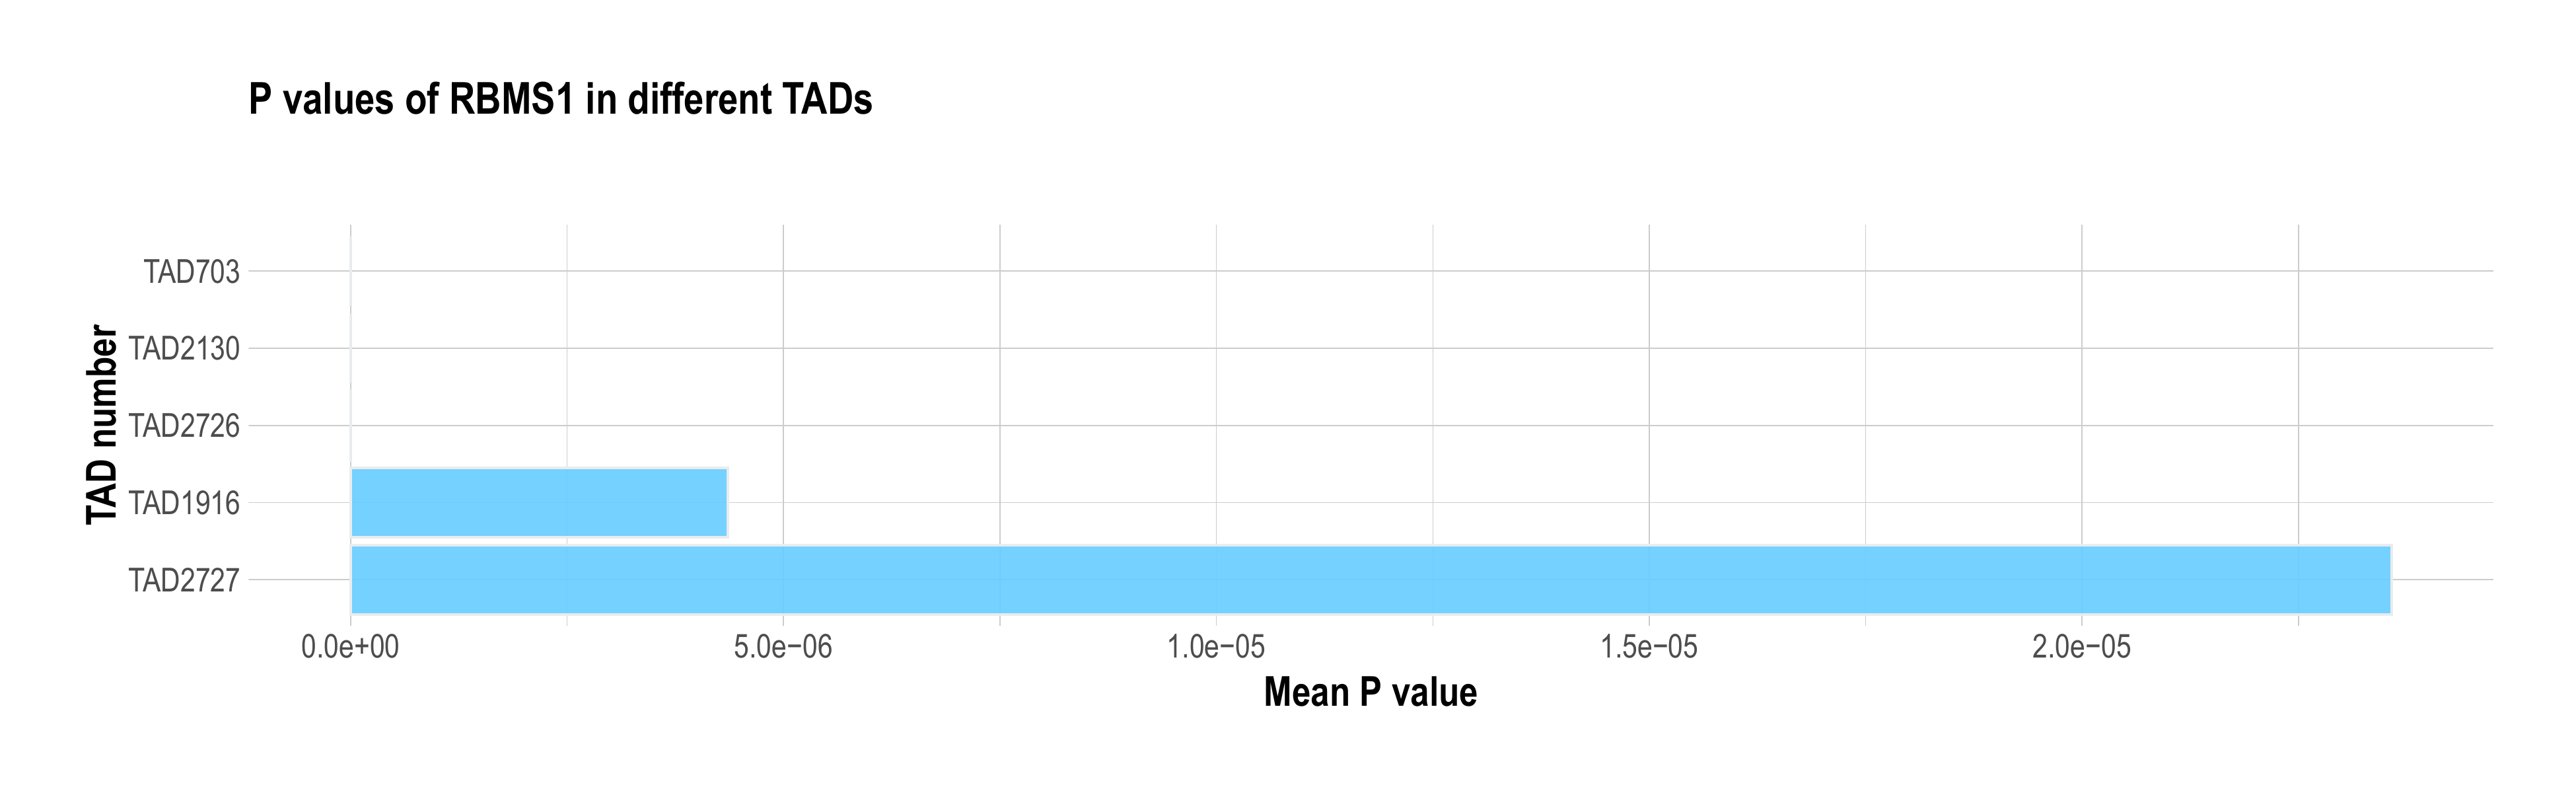 P values of RBMS1 in different TADs
TAD number
TAD703
TAD2130
TAD2726
TAD1916
TAD2727
0.0e+00 5.0e−06 1.0e−05 1.5e−05 2.0e−05
Mean P value